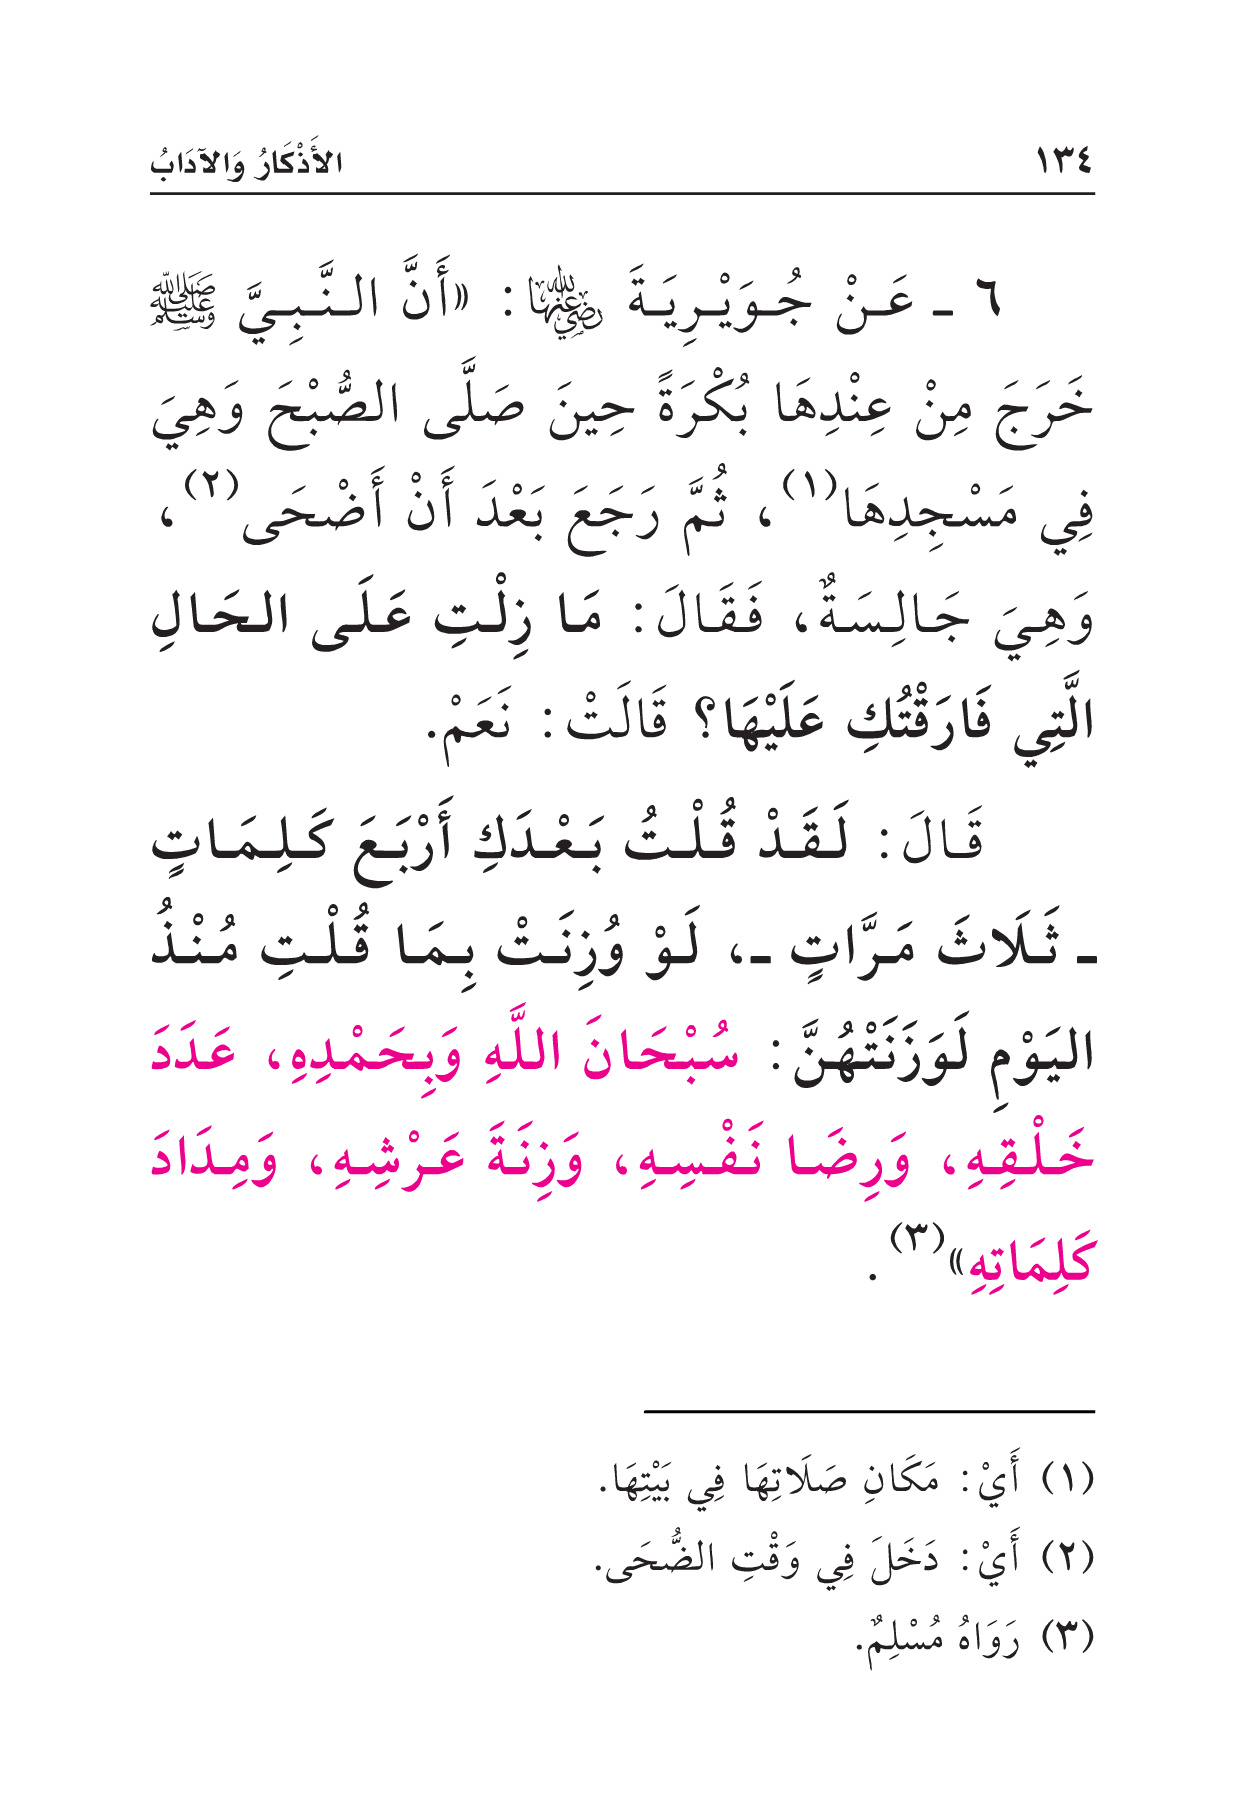 ١٣٤
الأَذْكَارُ وَالآدَابُ
٦ ـ عَنْ جُوَيْرِيَةَ رضي الله عنها: «أَنَّ النَّبِيَّ ﷺ
خَرَجَ مِنْ عِنْدِهَا بُكْرَةً حِينَ صَلَّى الصُّبْحَ وَهِيَ
فِي مَسْجِدِهَا(١)، ثُمَّ رَجَعَ بَعْدَ أَنْ أَضْحَى(٢)،
وَهِيَ جَالِسَةٌ، فَقَالَ: مَا زِلْتِ عَلَى الحَالِ
الَّتِي فَارَقْتُكِ عَلَيْهَا؟ قَالَتْ: نَعَمْ.
قَالَ: لَقَدْ قُلْتُ بَعْدَكِ أَرْبَعَ كَلِمَاتٍ
ـ ثَلَاثَ مَرَّاتٍ ـ، لَوْ وُزِنَتْ بِمَا قُلْتِ مُنْذُ
اليَوْمِ لَوَزَنَتْهُنَّ: سُبْحَانَ اللَّهِ وَبِحَمْدِهِ، عَدَدَ
خَلْقِهِ، وَرِضَا نَفْسِهِ، وَزِنَةَ عَرْشِهِ، وَمِدَادَ
كَلِمَاتِهِ»(٣).
(١) أَيْ: مَكَانِ صَلَاتِهَا فِي بَيْتِهَا.
(٢) أَيْ: دَخَلَ فِي وَقْتِ الضُّحَى.
(٣) رَوَاهُ مُسْلِمٌ.